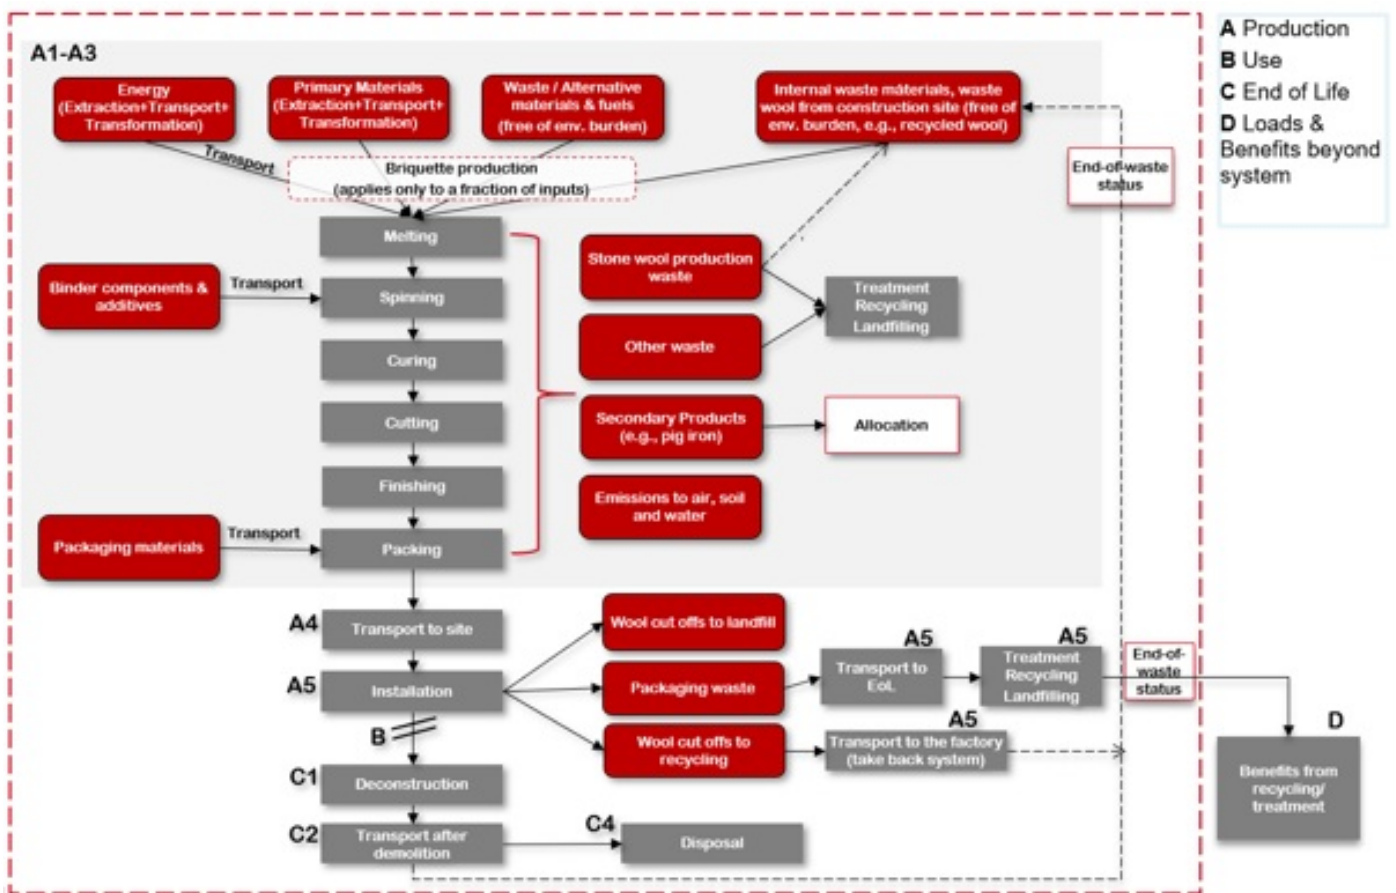 A1-A3
Energy
(Extraction+Transport+
Transformation)
Primary Materials
(Extraction+Transport+
Transformation)
Waste / Alternative
materials & fuels
(free of env. burden)
Internal waste materials, waste
wool from construction site (free of
env. burden, e.g., recycled wool)
A Production
B Use
C End of Life
D Loads &
Benefits beyond
system
Transport
Briquette production
(applies only to a fraction of inputs)
End-of-waste
status
Melting
Binder components &
additives
Transport
Spinning
Curing
Cutting
Finishing
Packaging materials
Transport
Packing
Stone wool production
waste
Other waste
Treatment
Recycling
Landfilling
Secondary Products
(e.g., pig iron)
Allocation
Emissions to air, soil
and water
A4
Transport to site
A5
Installation
Wool cut offs to landfill
Packaging waste
A5
Transport to
EoL
A5
Treatment
Recycling
Landfilling
End-of-
waste
status
Wool cut offs to
recycling
A5
Transport to the factory
(take back system)
B
C1
Deconstruction
C2
Transport after
demolition
C4
Disposal
D
Benefits from
recycling/
treatment